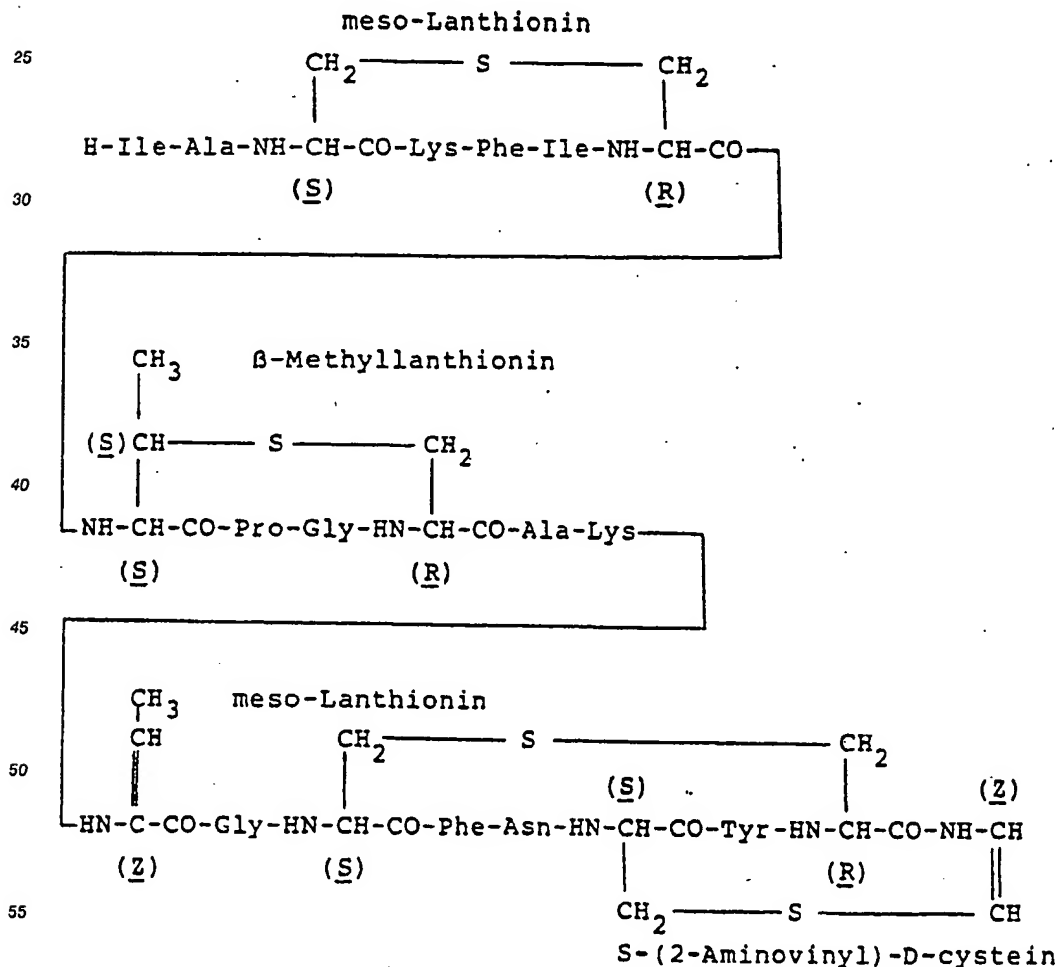 meso-Lanthionin
25
CH2 S CH2
H-Ile-Ala-NH-CH-CO-Lys-Phe-Ile-NH-CH-CO
(S) (R)
30
35
CH3 β-Methyllanthionin
(S)CH S CH2
40
NH-CH-CO-Pro-Gly-HN-CH-CO-Ala-Lys
(S) (R)
45
CH3 meso-Lanthionin
CH CH2 S CH2
50
(S) (Z)
HN-C-CO-Gly-HN-CH-CO-Phe-Asn-HN-CH-CO-Tyr-HN-CH-CO-NH-CH
(Z) (S) (R)
55
CH2 S CH
S-(2-Aminovinyl)-D-cystein